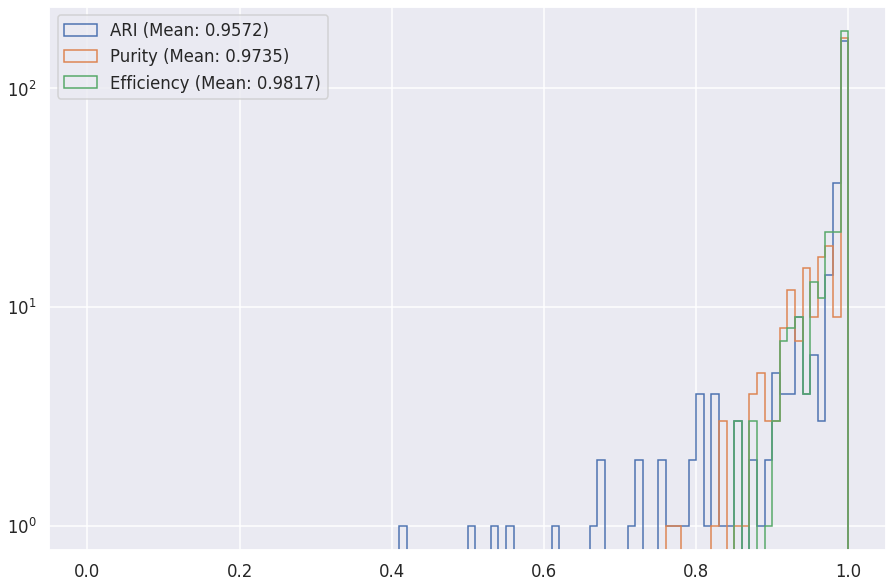 ARI (Mean: 0.9572)
Purity (Mean: 0.9735)
Efficiency (Mean: 0.9817)
10²
10¹
10⁰
0.0 0.2 0.4 0.6 0.8 1.0